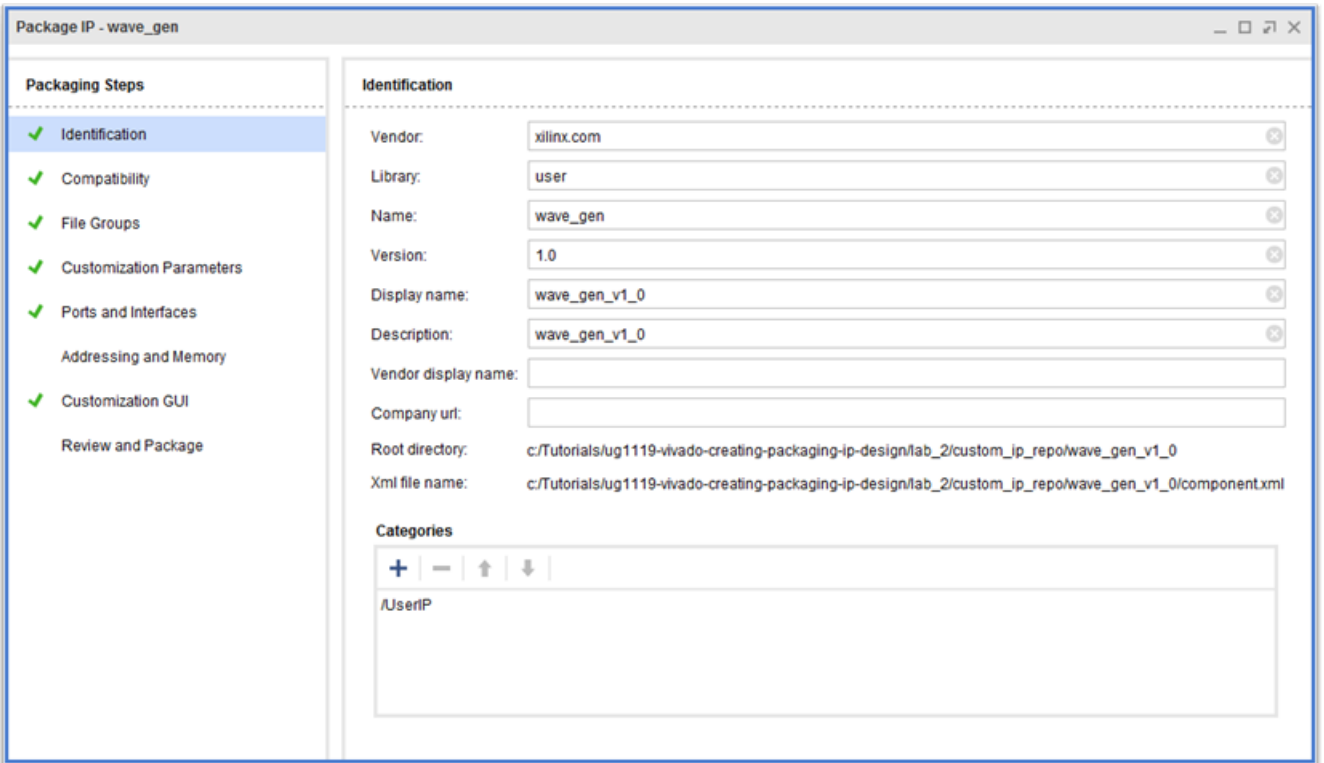 Package IP - wave_gen
Packaging Steps
Identification
Compatibility
File Groups
Customization Parameters
Ports and Interfaces
Addressing and Memory
Customization GUI
Review and Package
Identification
Vendor: xilinx.com
Library: user
Name: wave_gen
Version: 1.0
Display name: wave_gen_v1_0
Description: wave_gen_v1_0
Vendor display name:
Company url:
Root directory: c:/Tutorials/ug1119-vivado-creating-packaging-ip-design/lab_2/custom_ip_repo/wave_gen_v1_0
Xml file name: c:/Tutorials/ug1119-vivado-creating-packaging-ip-design/lab_2/custom_ip_repo/wave_gen_v1_0/component.xml
Categories
/UserIP